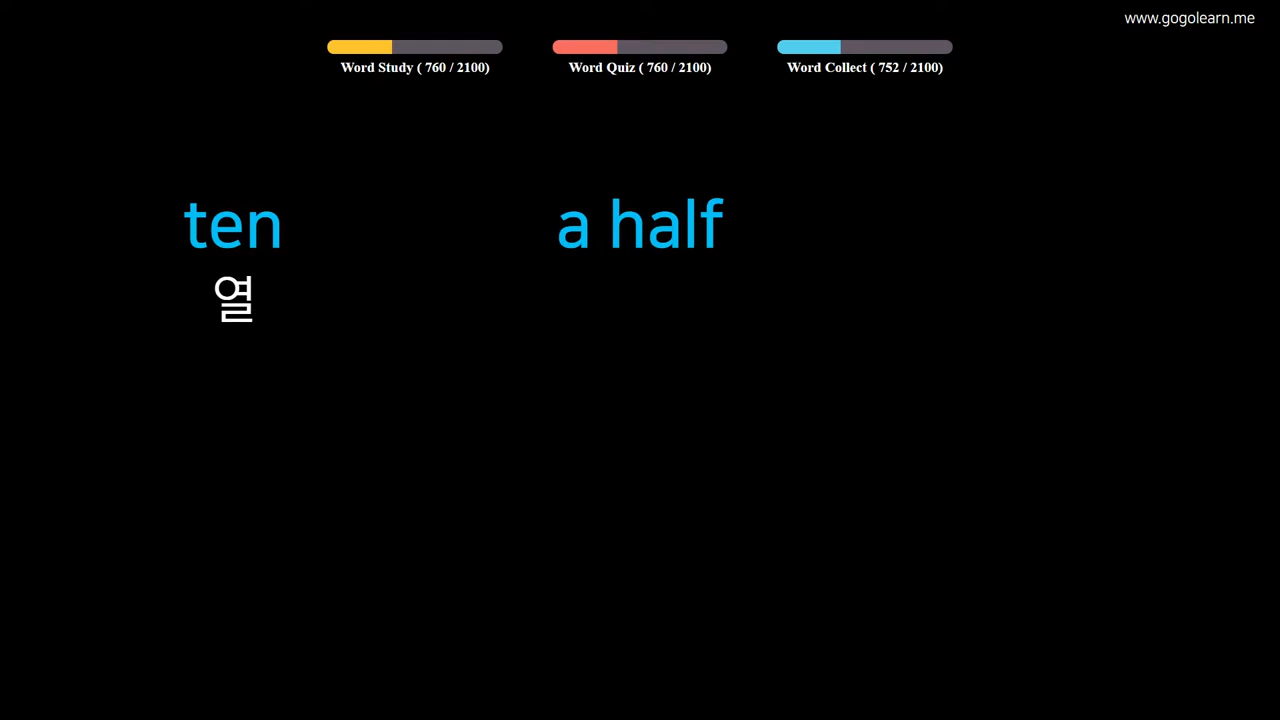 www.gogolearn.me
Word Study ( 760 / 2100)
Word Quiz ( 760 / 2100)
Word Collect ( 752 / 2100)
ten
a half
열